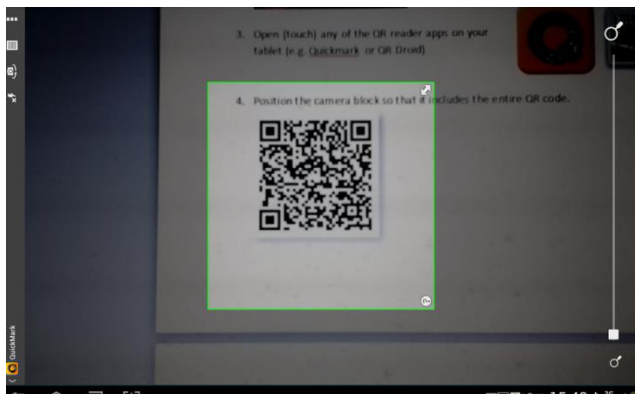 3. Open (touch) any of the QR reader apps on your
tablet (e.g. Quickmark or QR Droid)
4. Position the camera block so that it includes the entire QR code.
QuickMark